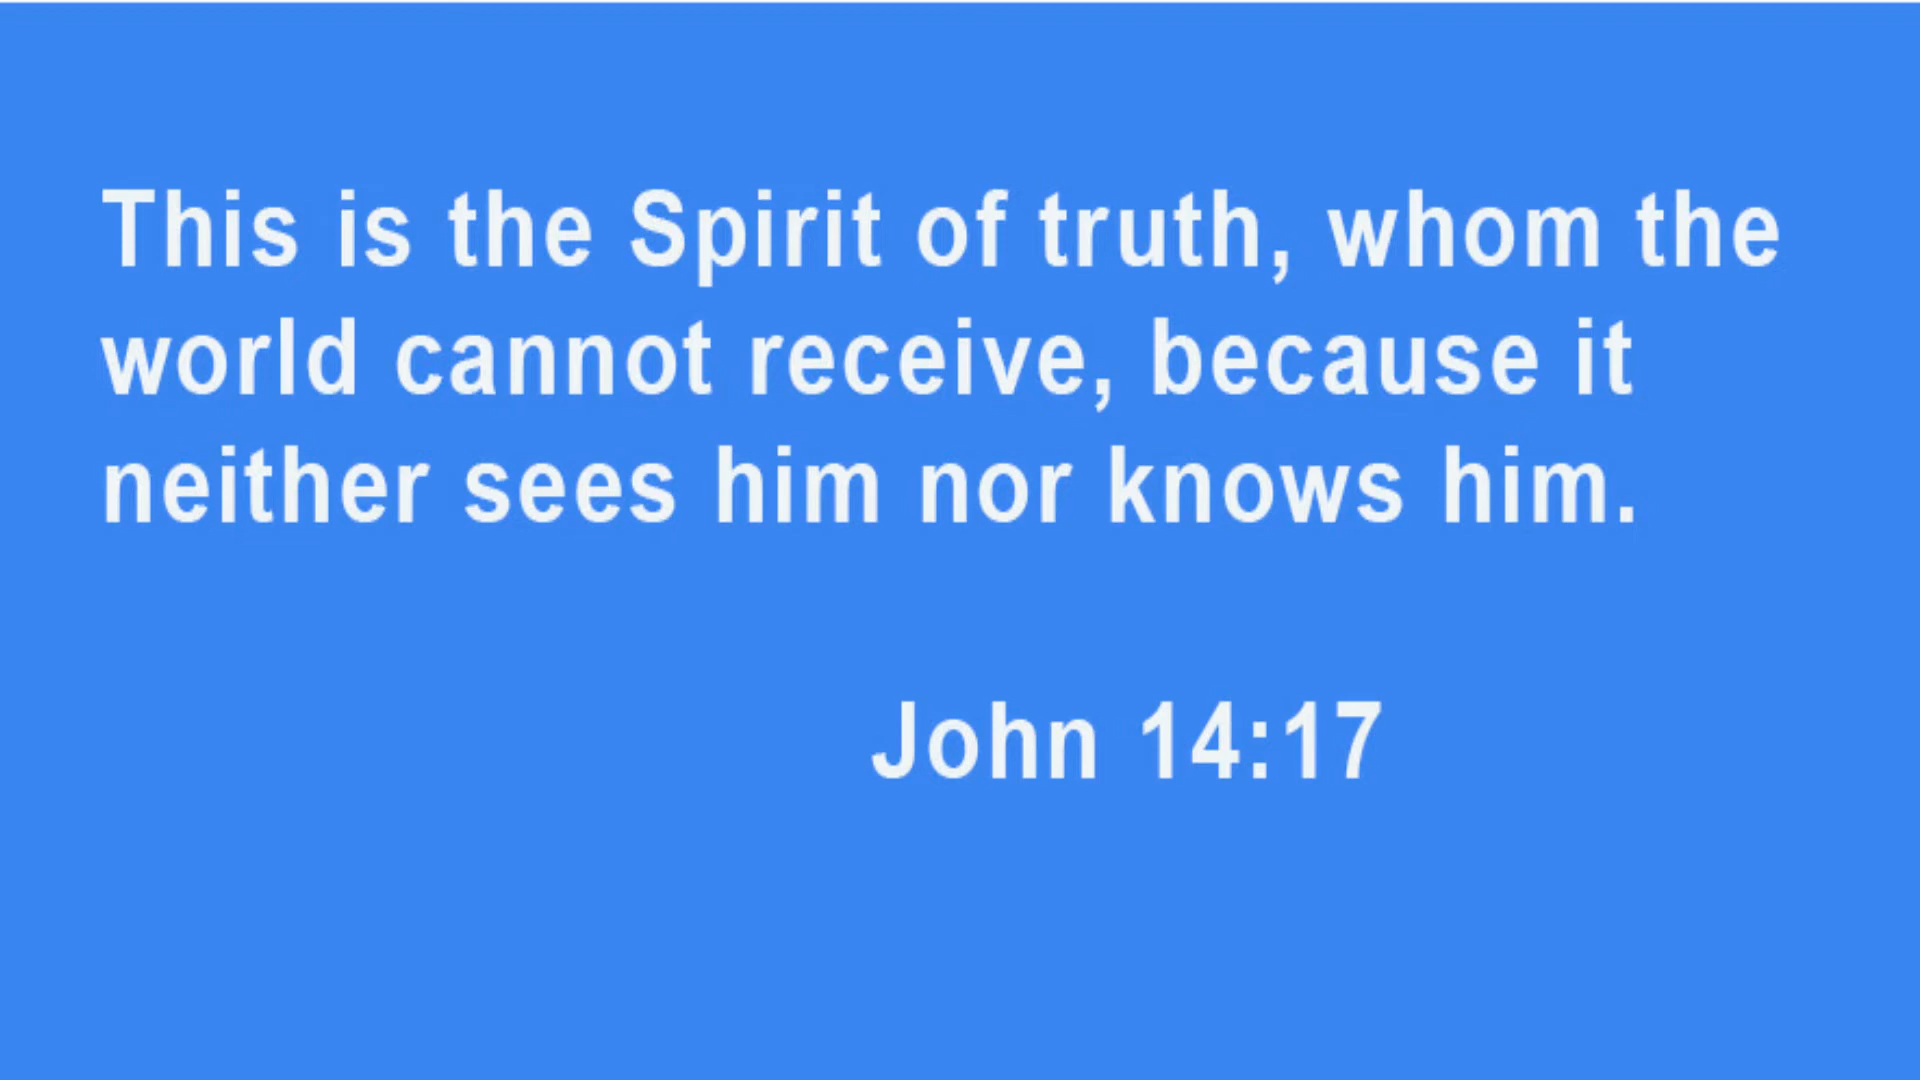 This is the Spirit of truth, whom the
world cannot receive, because it
neither sees him nor knows him.
John 14:17